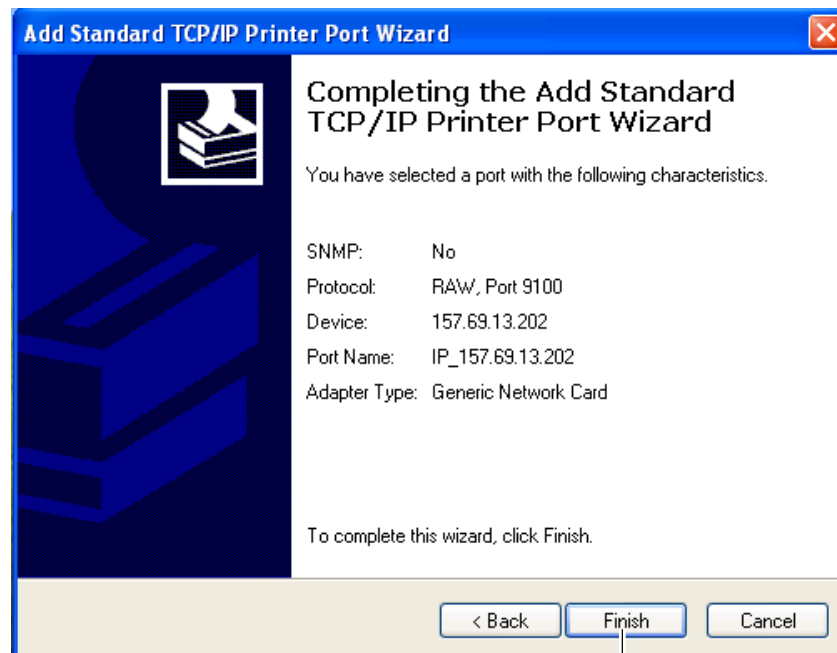 Add Standard TCP/IP Printer Port Wizard
Completing the Add Standard
TCP/IP Printer Port Wizard
You have selected a port with the following characteristics.
SNMP: No
Protocol: RAW, Port 9100
Device: 157.69.13.202
Port Name: IP_157.69.13.202
Adapter Type: Generic Network Card
To complete this wizard, click Finish.
< Back Finish Cancel